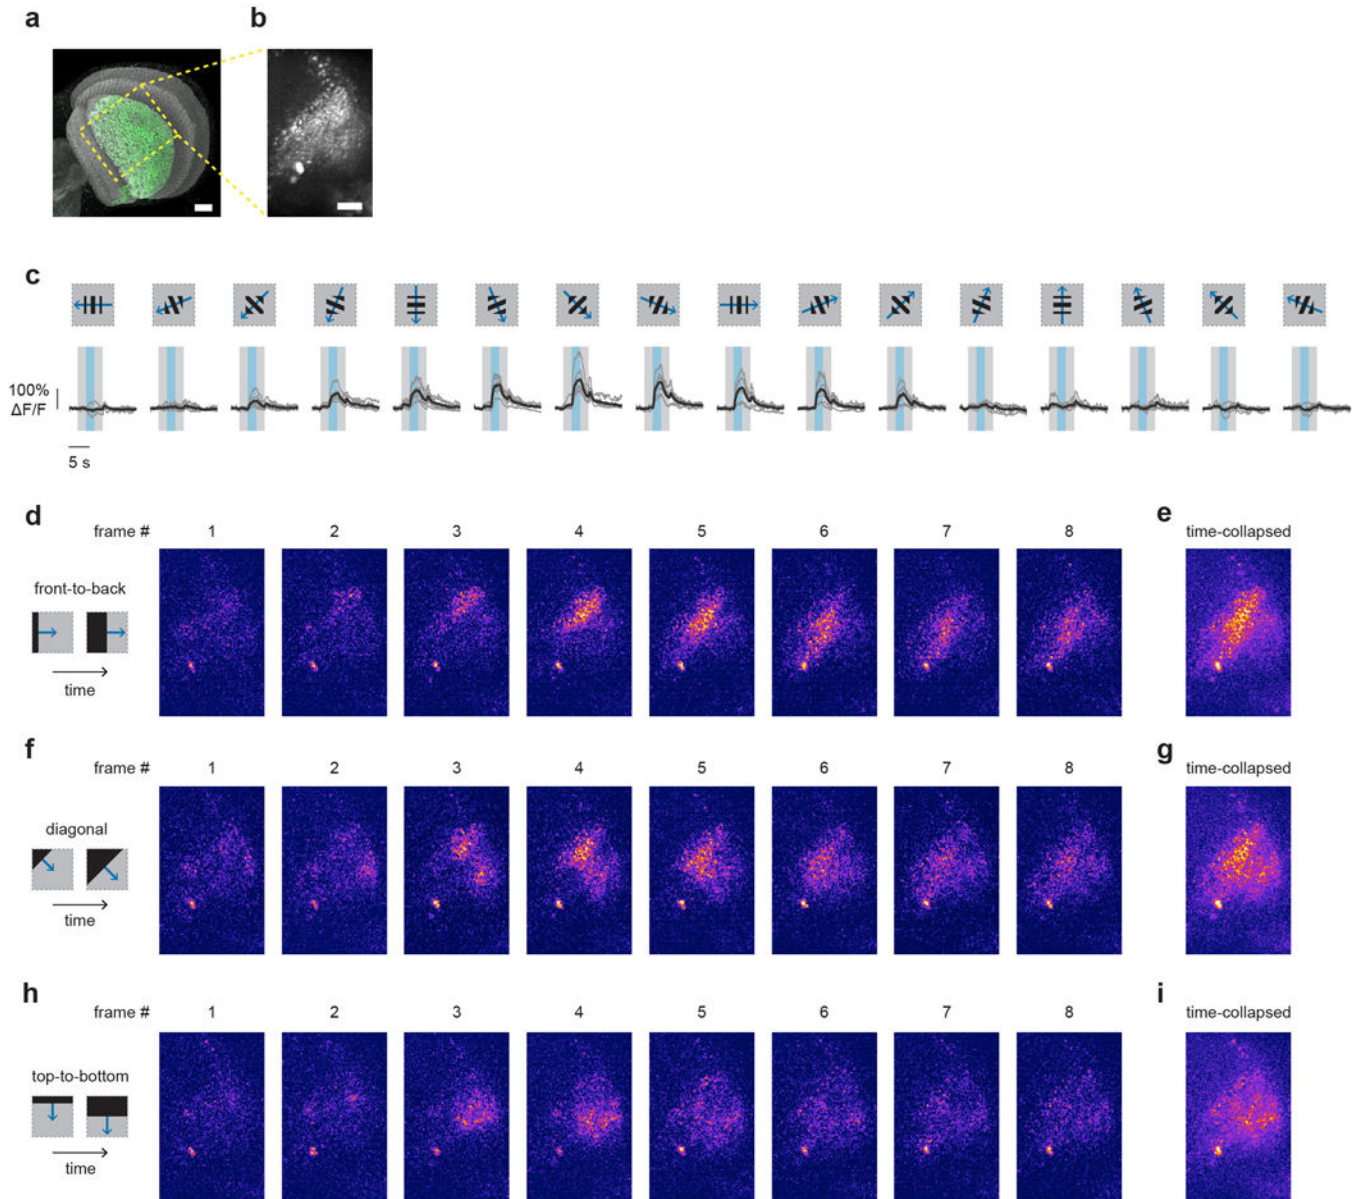 a
b
c
100%
ΔF/F
5 s
d
frame # 1 2 3 4 5 6 7 8
e
time-collapsed
front-to-back
time
f
frame # 1 2 3 4 5 6 7 8
g
time-collapsed
diagonal
time
h
frame # 1 2 3 4 5 6 7 8
i
time-collapsed
top-to-bottom
time